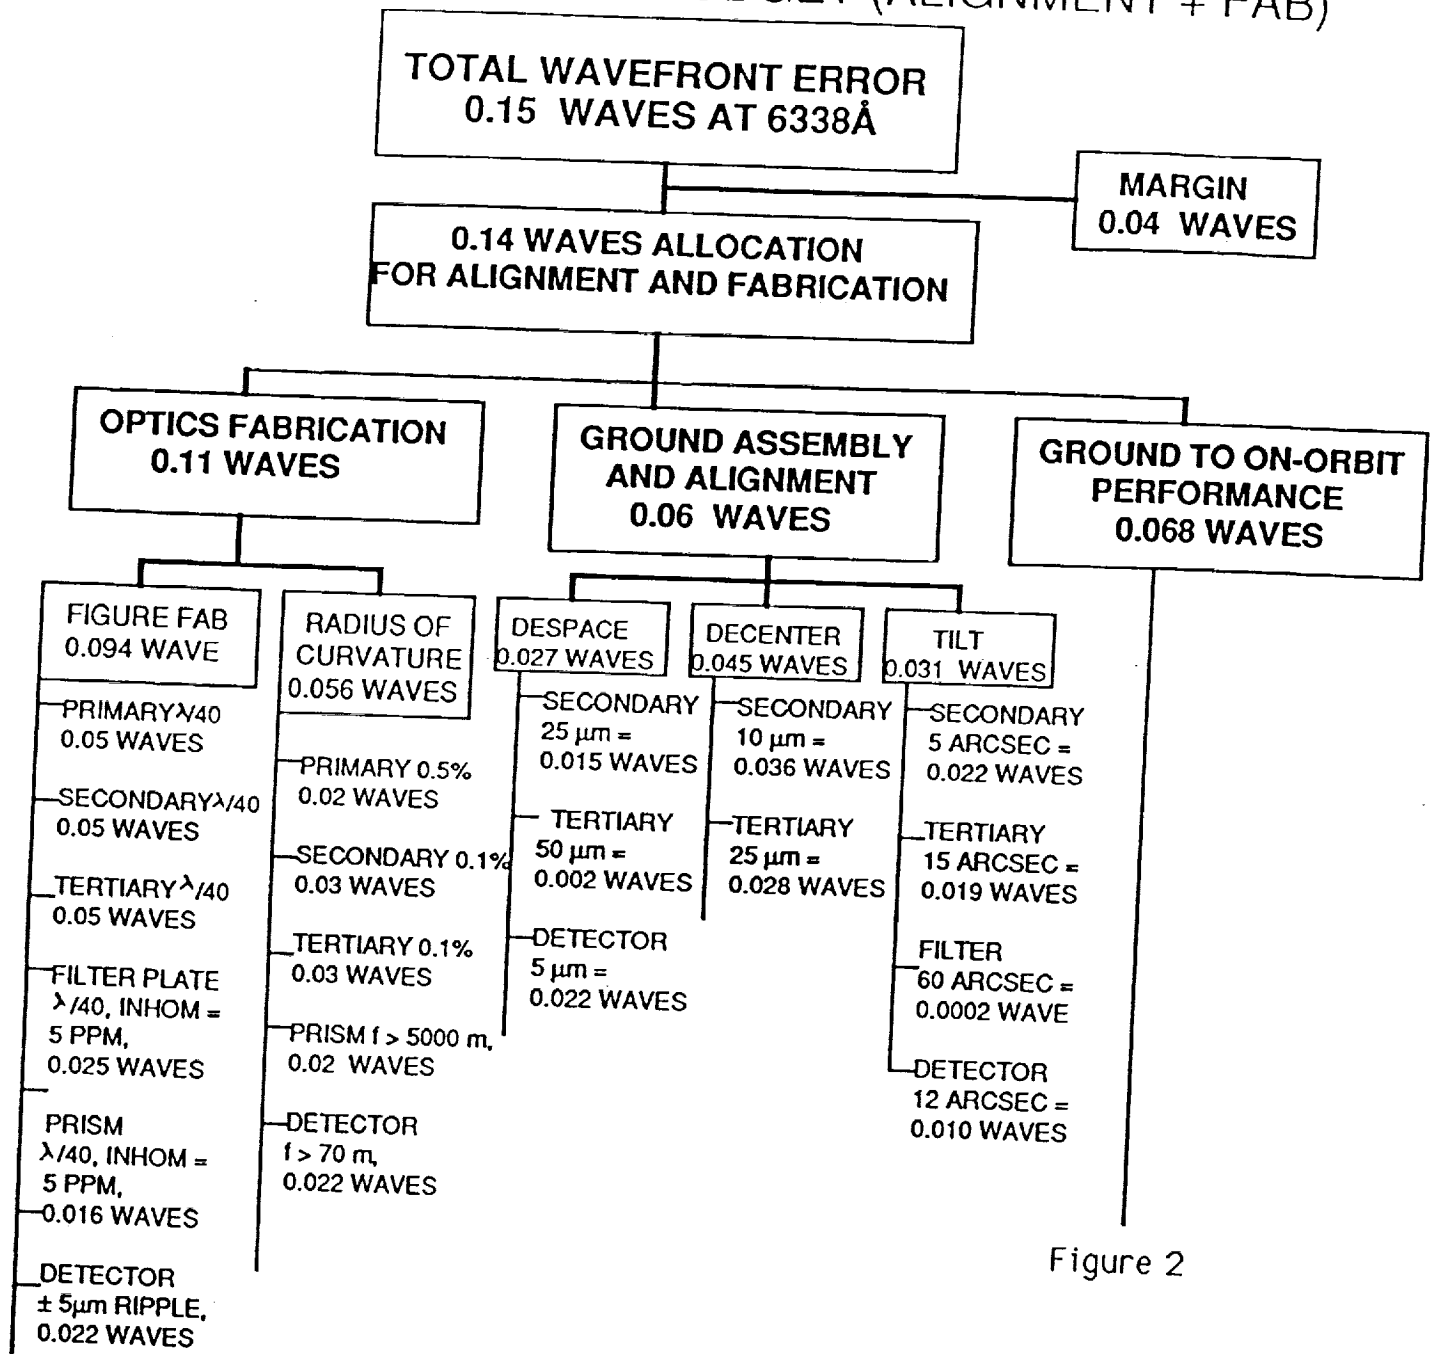 (ALIGNMENT + FAB)
TOTAL WAVEFRONT ERROR
0.15 WAVES AT 6338Å
MARGIN
0.04 WAVES
0.14 WAVES ALLOCATION
FOR ALIGNMENT AND FABRICATION
OPTICS FABRICATION
0.11 WAVES
GROUND ASSEMBLY
AND ALIGNMENT
0.06 WAVES
GROUND TO ON-ORBIT
PERFORMANCE
0.068 WAVES
FIGURE FAB
0.094 WAVE
PRIMARY λ/40
0.05 WAVES
SECONDARY λ/40
0.05 WAVES
TERTIARY λ/40
0.05 WAVES
FILTER PLATE
λ/40, INHOM =
5 PPM,
0.025 WAVES
PRISM
λ/40, INHOM =
5 PPM,
0.016 WAVES
DETECTOR
± 5µm RIPPLE,
0.022 WAVES
RADIUS OF
CURVATURE
0.056 WAVES
PRIMARY 0.5%
0.02 WAVES
SECONDARY 0.1%
0.03 WAVES
TERTIARY 0.1%
0.03 WAVES
PRISM f > 5000 m,
0.02 WAVES
DETECTOR
f > 70 m,
0.022 WAVES
DESPACE
0.027 WAVES
SECONDARY
25 µm =
0.015 WAVES
TERTIARY
50 µm =
0.002 WAVES
DETECTOR
5 µm =
0.022 WAVES
DECENTER
0.045 WAVES
SECONDARY
10 µm =
0.036 WAVES
TERTIARY
25 µm =
0.028 WAVES
TILT
0.031 WAVES
SECONDARY
5 ARCSEC =
0.022 WAVES
TERTIARY
15 ARCSEC =
0.019 WAVES
FILTER
60 ARCSEC =
0.0002 WAVE
DETECTOR
12 ARCSEC =
0.010 WAVES
Figure 2